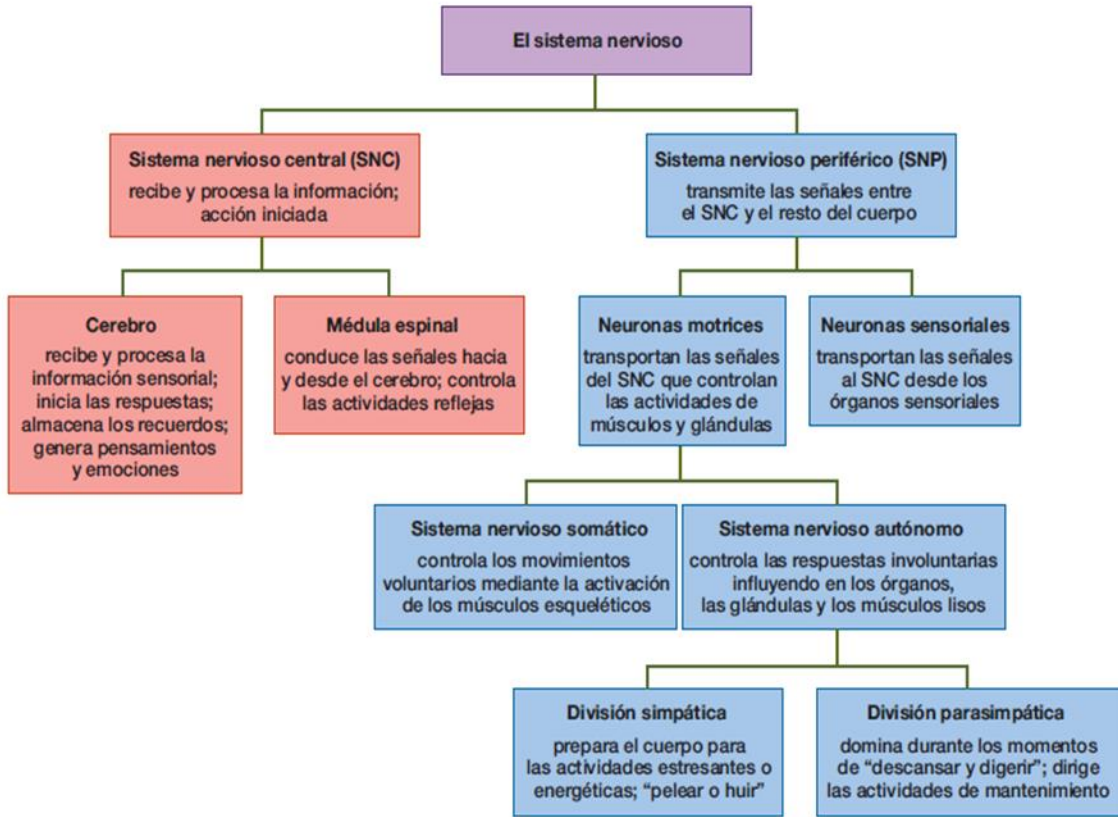 El sistema nervioso
Sistema nervioso central (SNC)
recibe y procesa la información;
acción iniciada
Sistema nervioso periférico (SNP)
transmite las señales entre
el SNC y el resto del cuerpo
Cerebro
recibe y procesa la
información sensorial;
inicia las respuestas;
almacena los recuerdos;
genera pensamientos
y emociones
Médula espinal
conduce las señales hacia
y desde el cerebro; controla
las actividades reflejas
Neuronas motrices
transportan las señales
del SNC que controlan
las actividades de
músculos y glándulas
Neuronas sensoriales
transportan las señales
al SNC desde los
órganos sensoriales
Sistema nervioso somático
controla los movimientos
voluntarios mediante la activación
de los músculos esqueléticos
Sistema nervioso autónomo
controla las respuestas involuntarias
influyendo en los órganos,
las glándulas y los músculos lisos
División simpática
prepara el cuerpo para
las actividades estresantes o
energéticas; “pelear o huir”
División parasimpática
domina durante los momentos
de “descansar y digerir”; dirige
las actividades de mantenimiento